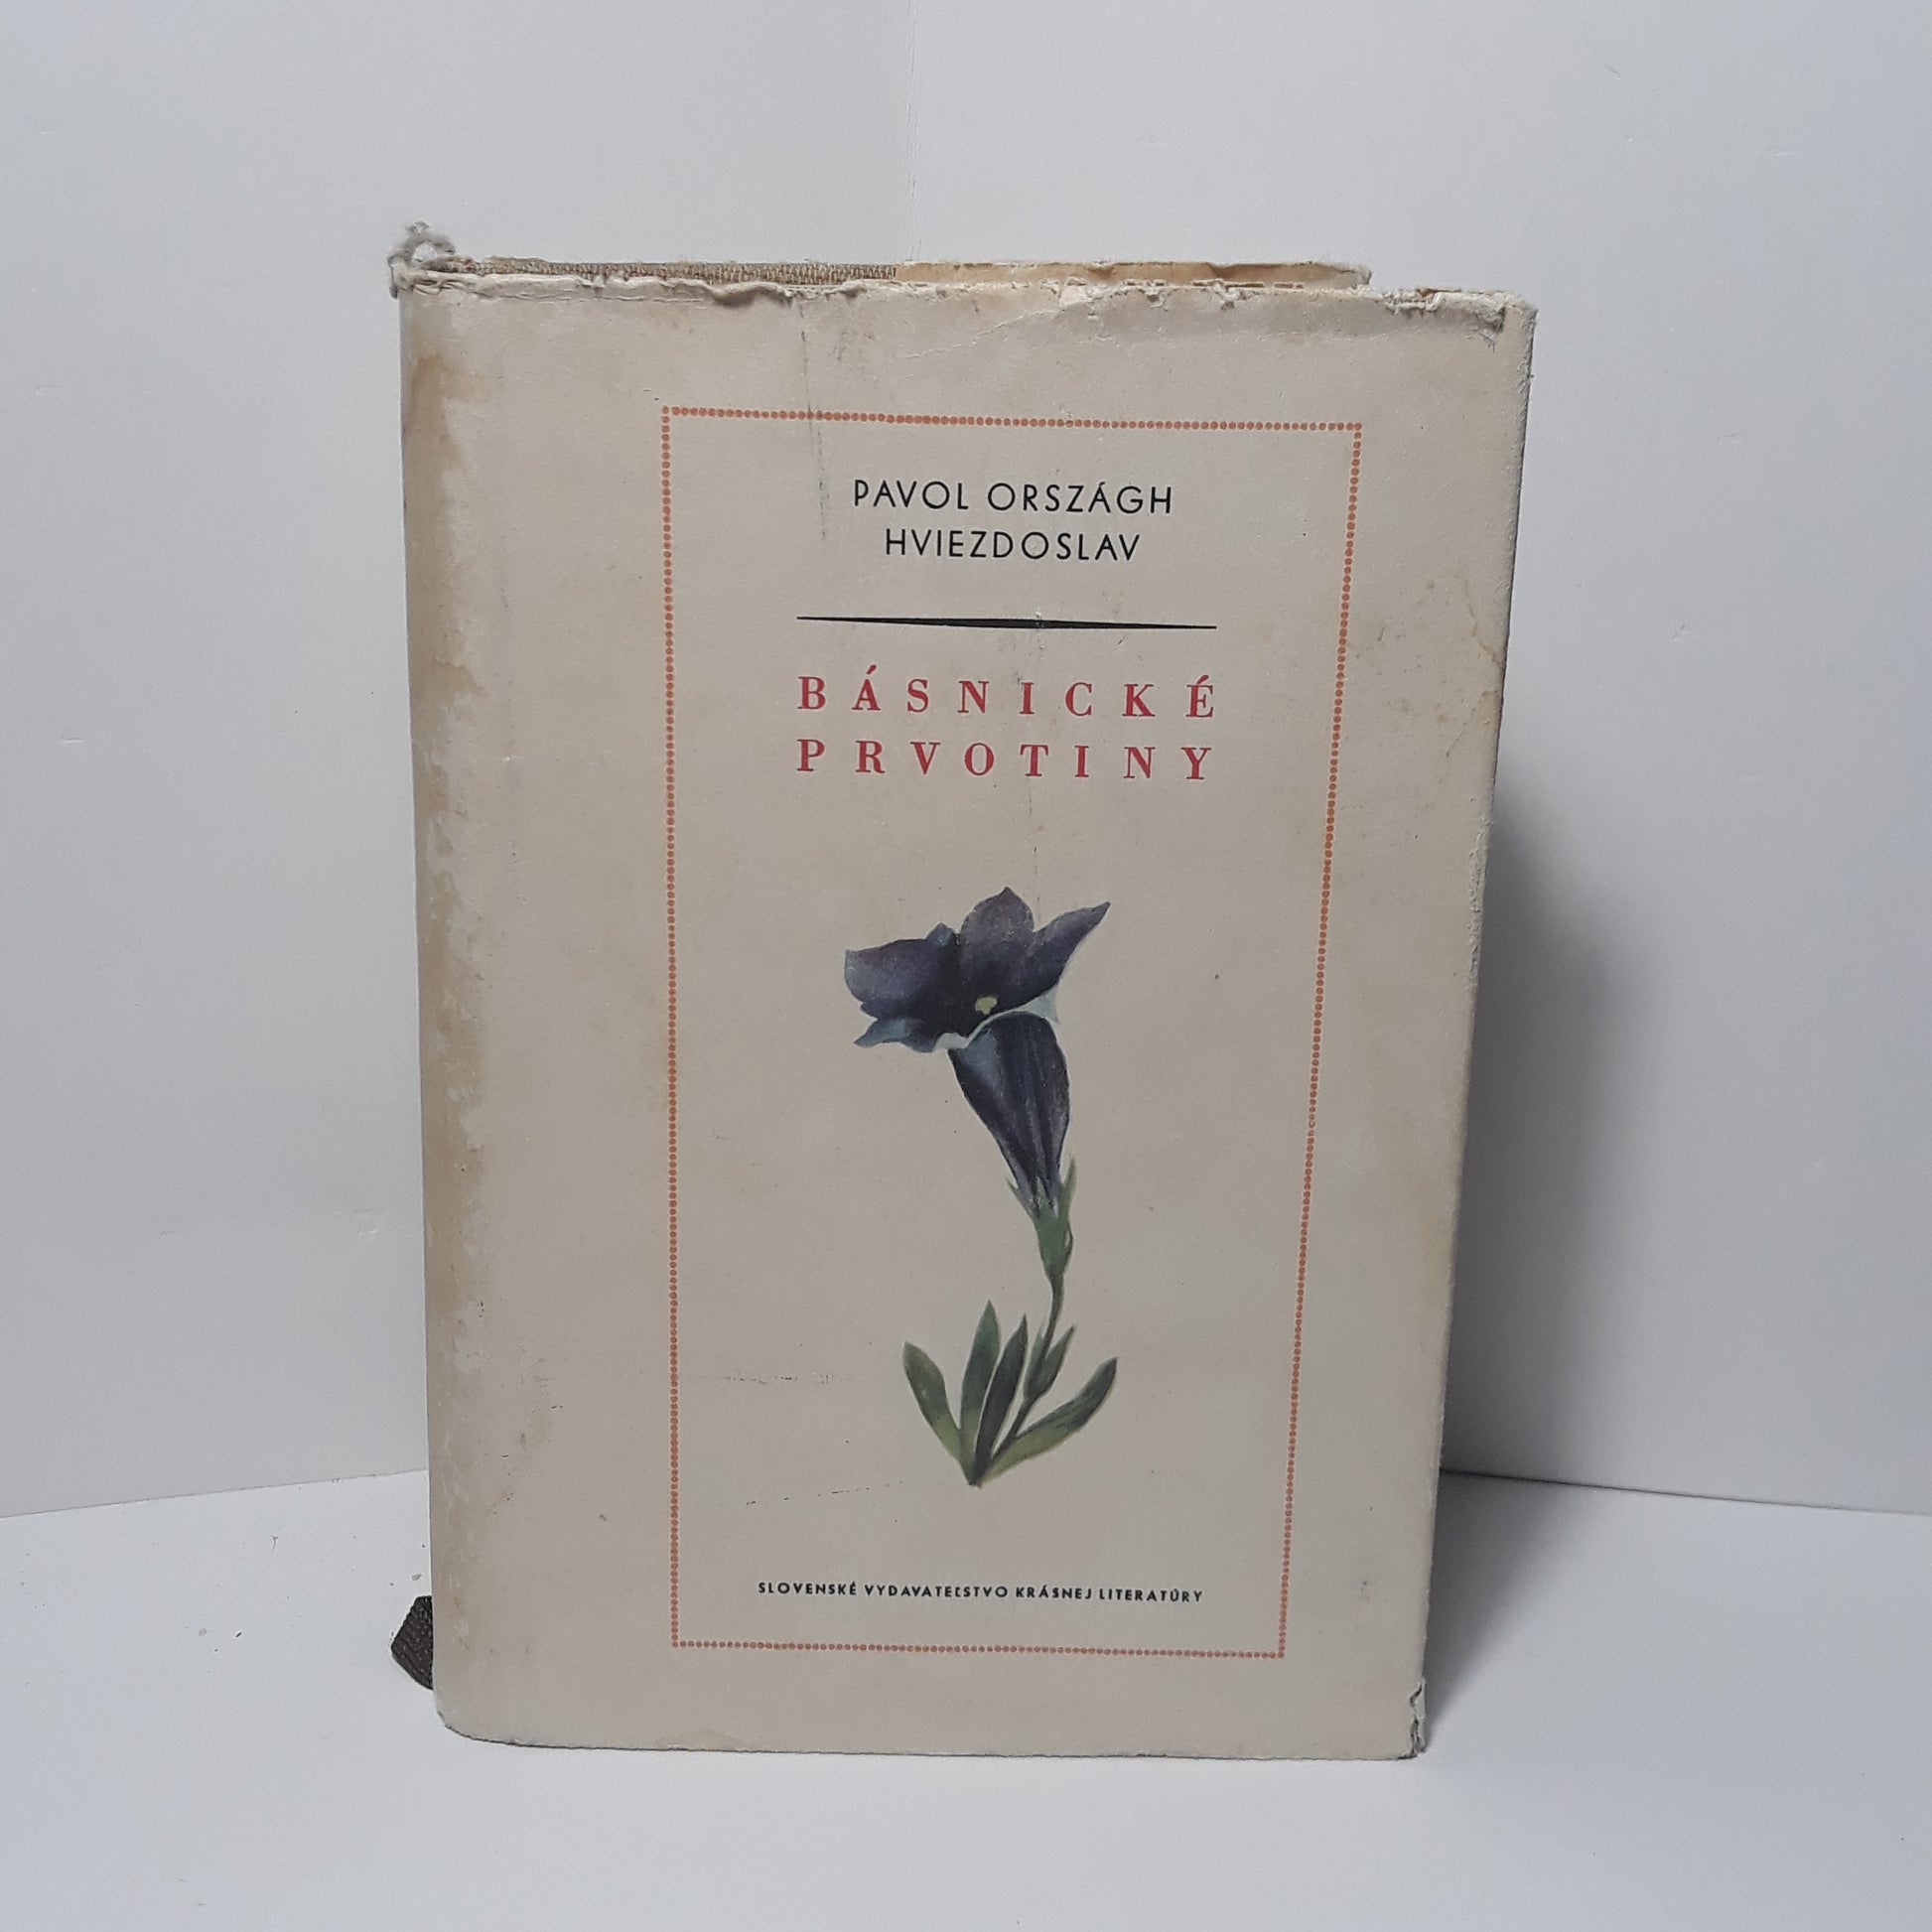 PAVOL ORSZÁGH
HVIEZDOSLAV
BÁSNICKÉ
PRVOTINY
SLOVENSKÉ VYDAVATEĽSTVO KRÁSNEJ LITERATÚRY